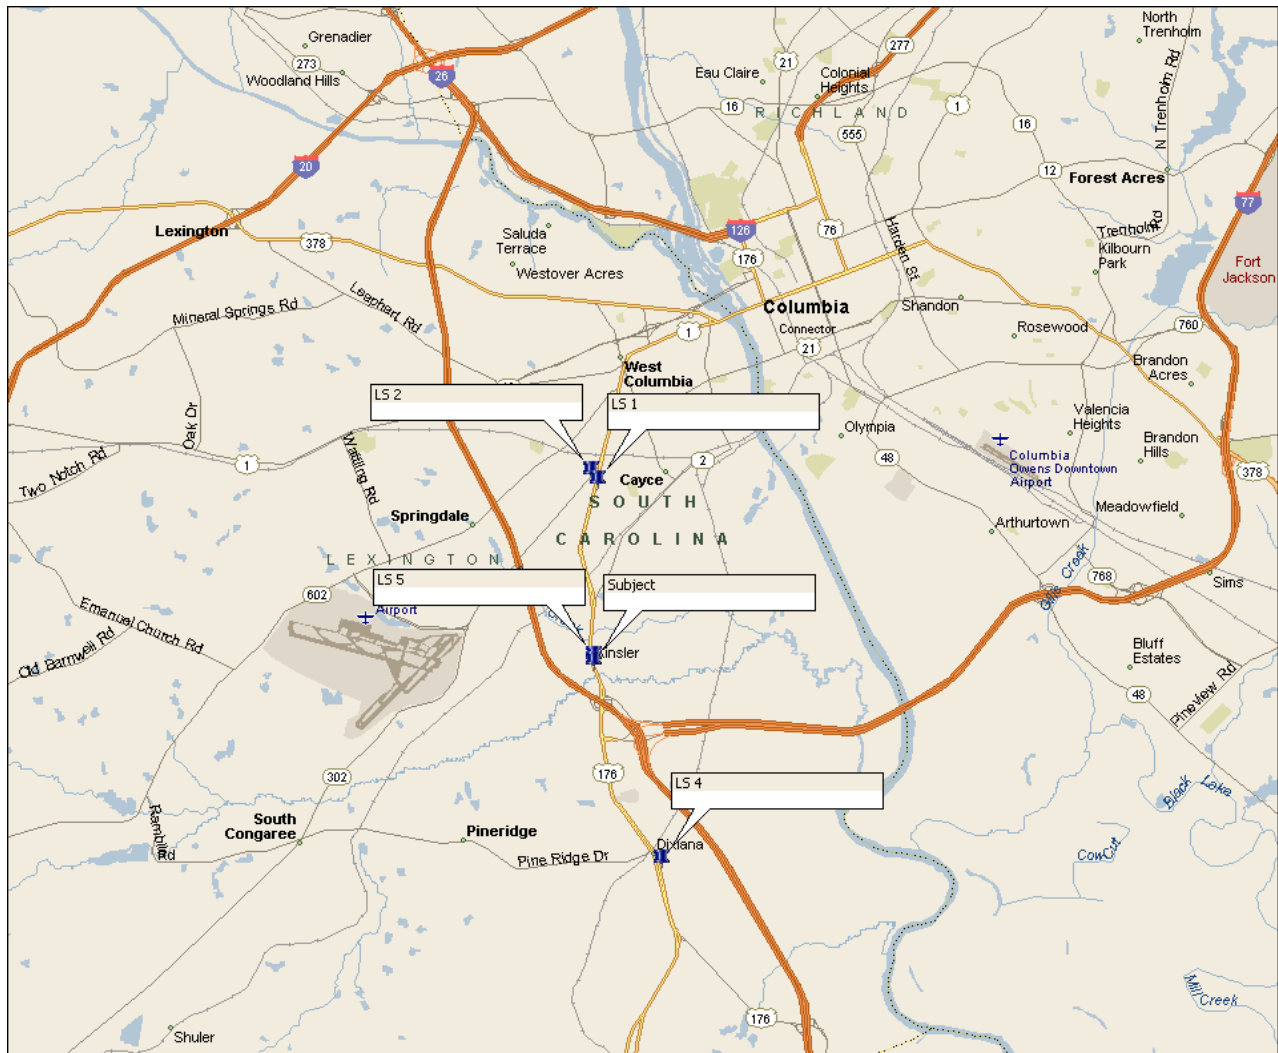 North
Trenholm
Grenadier
277
21
273
Woodland Hills
26
Eau Claire
Colonial
Heights
N Trenholm Rd
16
1
RICHLAND
16
555
20
12
Forest Acres
77
Lexington
378
Saluda
Terrace
126
76
Harden St
Trenholm Rd
Kilbourn
Park
176
Westover Acres
Fort
Jackson
Leaphart Rd
Mineral Springs Rd
Columbia
Shandon
Connector
1
Rosewood
760
21
West
Columbia
Brandon
Acres
LS 2
LS 1
Oak Dr
Olympia
Valencia
Heights
Brandon
Hills
Wattling Rd
Two Notch Rd
1
2
48
Columbia
Owens Downtown
Airport
378
Cayce
SOUTH
Springdale
Meadowfield
Arthurtown
CAROLINA
LEXINGTON
Gills Creek
768
Sims
LS 5
Subject
602
Airport
Creek
Emanuel Church Rd
Old Barnwell Rd
Kinsler
Bluff
Estates
48
Pineview Rd
302
176
LS 4
Black Lake
Rambling
Rd
South
Congaree
Pineridge
Dixiana
Pine Ridge Dr
Cow Cut
Mill Creek
176
Shuler